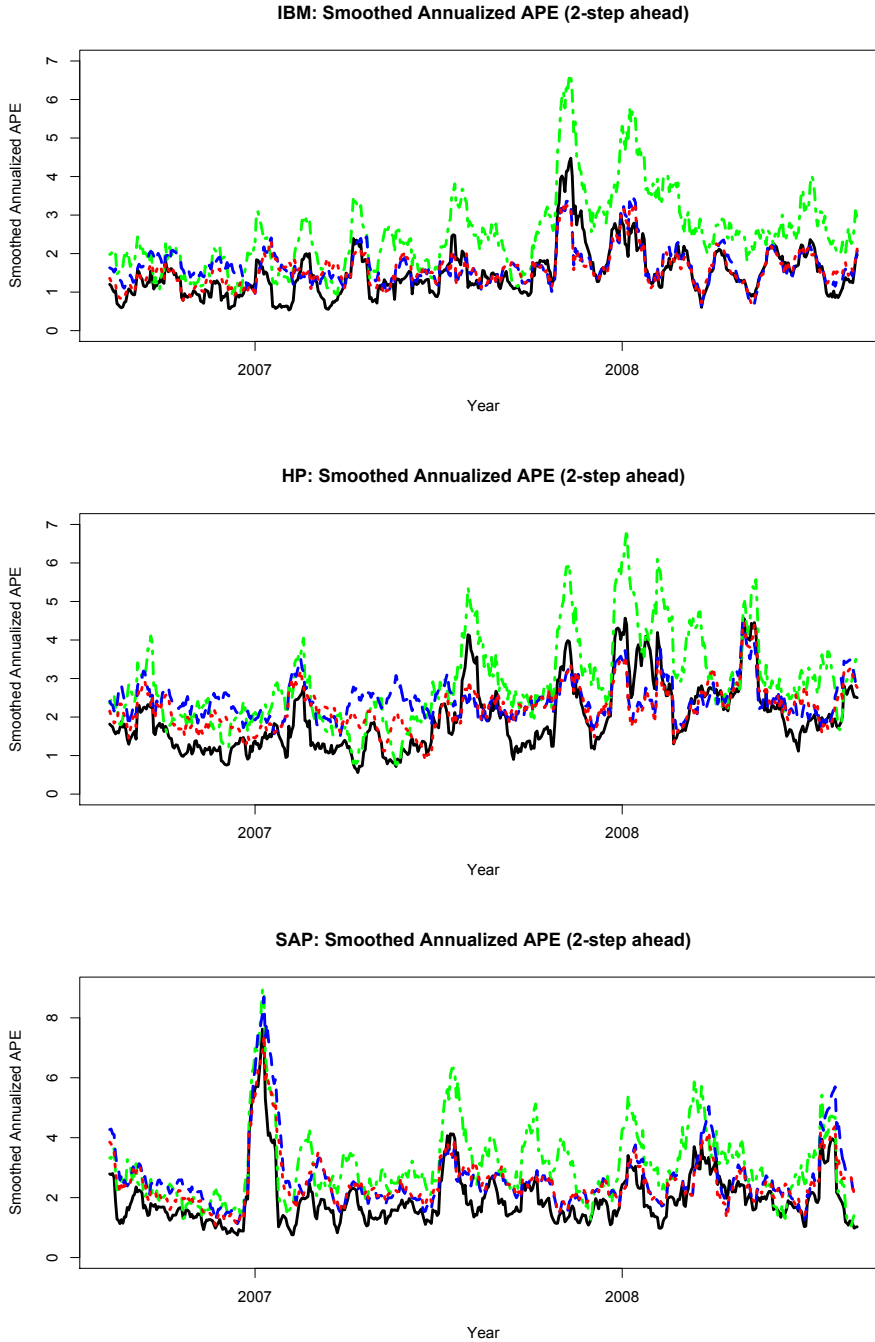 IBM: Smoothed Annualized APE (2-step ahead)
7
6
5
4
3
2
1
0
Smoothed Annualized APE
2007 2008
Year
HP: Smoothed Annualized APE (2-step ahead)
7
6
5
4
3
2
1
0
Smoothed Annualized APE
2007 2008
Year
SAP: Smoothed Annualized APE (2-step ahead)
8
6
4
2
0
Smoothed Annualized APE
2007 2008
Year